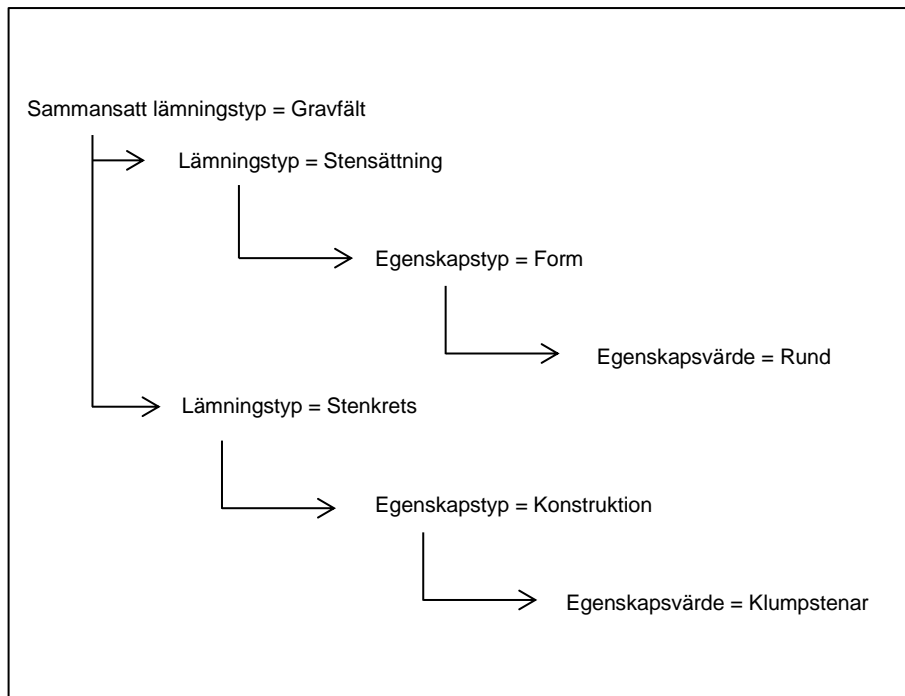 Sammansatt lämningstyp = Gravfält
Lämningstyp = Stensättning
Egenskapstyp = Form
Egenskapsvärde = Rund
Lämningstyp = Stenkrets
Egenskapstyp = Konstruktion
Egenskapsvärde = Klumpstenar